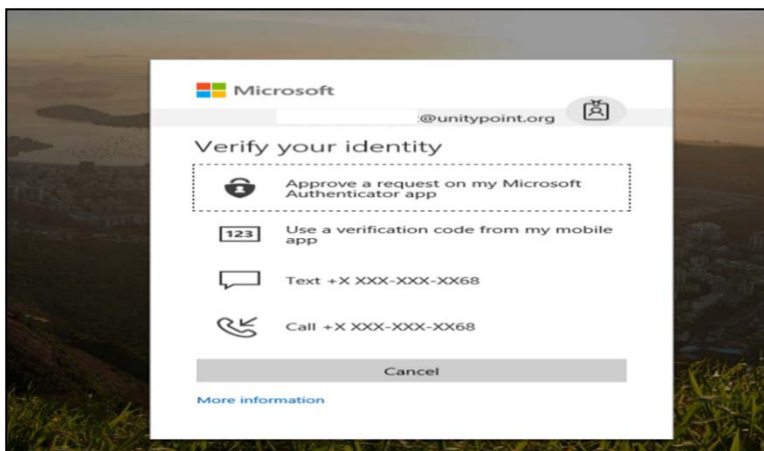 Microsoft
:@unitypoint.org
Verify your identity
Approve a request on my Microsoft
Authenticator app
123
Use a verification code from my mobile
app
Text +X XXX-XXX-XX68
Call +X XXX-XXX-XX68
Cancel
More information